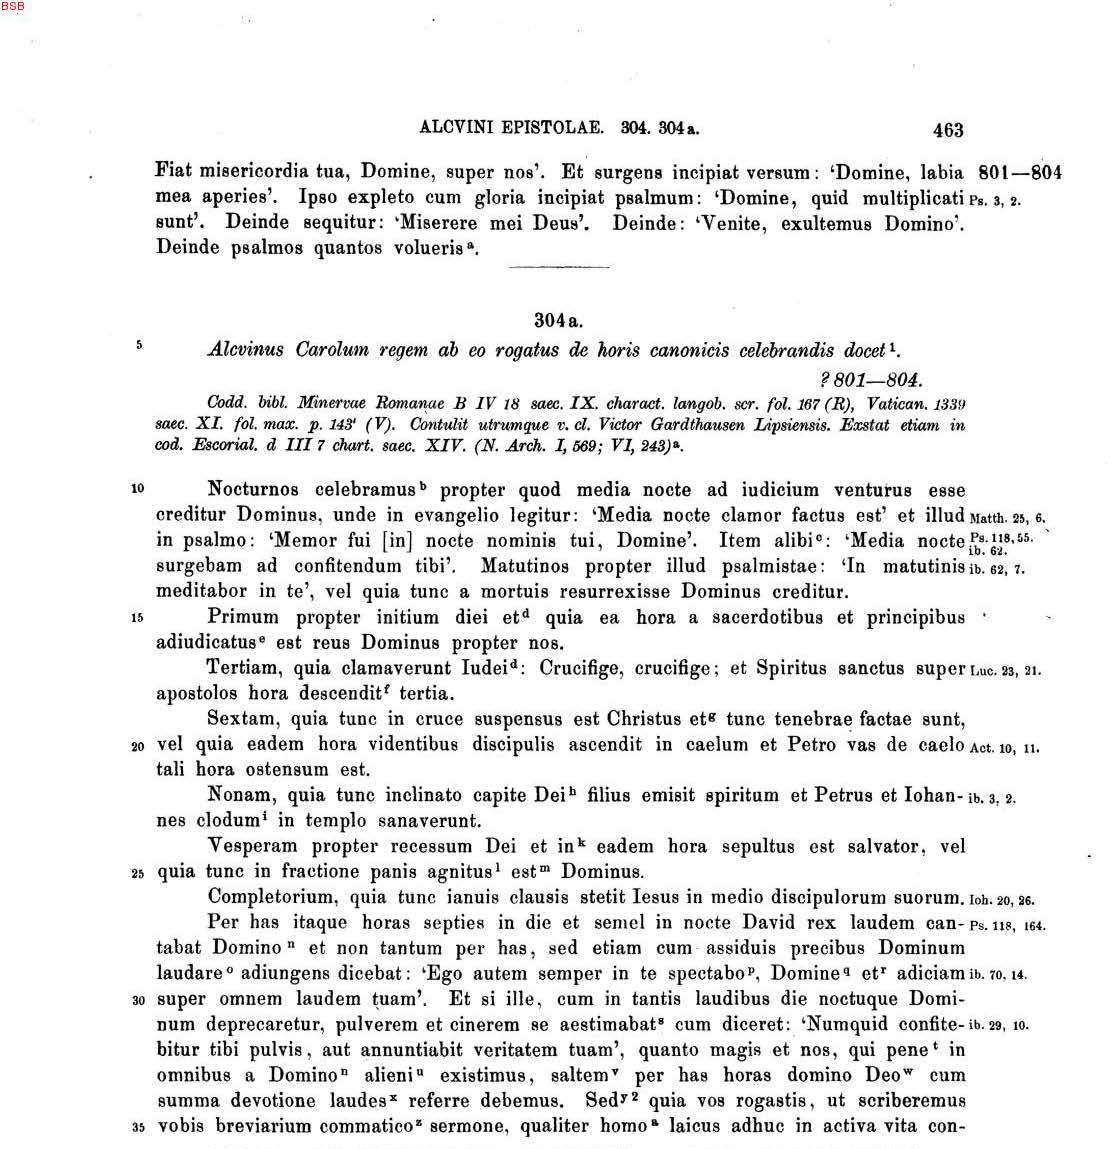 BSB
ALCVINI EPISTOLAE. 304. 304a. 463
Fiat misericordia tua, Domine, super nos’. Et surgens incipiat versum: ‘Domine, labia 801—804
mea aperies’. Ipso expleto cum gloria incipiat psalmum: ‘Domine, quid multiplicati Ps. 3, 2.
sunt’. Deinde sequitur: ‘Miserere mei Deus’. Deinde: ‘Venite, exultemus Domino’.
Deinde psalmos quantos volueris a.
304a.
5 Alcvinus Carolum regem ab eo rogatus de horis canonicis celebrandis docet 1.
? 801—804.
Codd. bibl. Minervae Romanae B IV 18 saec. IX. charact. langob. scr. fol. 167 (R), Vatican. 1339
saec. XI. fol. max. p. 143' (V). Contulit utrumque v. cl. Victor Gardthausen Lipsiensis. Exstat etiam in
cod. Escorial. d III 7 chart. saec. XIV. (N. Arch. I, 569; VI, 243) a.
10 Nocturnos celebramus b propter quod media nocte ad iudicium venturus esse
creditur Dominus, unde in evangelio legitur: ‘Media nocte clamor factus est’ et illud Matth. 25, 6.
in psalmo: ‘Memor fui [in] nocte nominis tui, Domine’. Item alibi c: ‘Media nocte Ps. 118, 55. ib. 62.
surgebam ad confitendum tibi’. Matutinos propter illud psalmistae: ‘In matutinis ib. 62, 7.
meditabor in te’, vel quia tunc a mortuis resurrexisse Dominus creditur.
15 Primum propter initium diei et d quia ea hora a sacerdotibus et principibus
adiudicatus e est reus Dominus propter nos.
Tertiam, quia clamaverunt Iudei d: Crucifige, crucifige; et Spiritus sanctus super Luc. 23, 21.
apostolos hora descendit f tertia.
Sextam, quia tunc in cruce suspensus est Christus et g tunc tenebrae factae sunt,
20 vel quia eadem hora videntibus discipulis ascendit in caelum et Petro vas de caelo Act. 10, 11.
tali hora ostensum est.
Nonam, quia tunc inclinato capite Dei h filius emisit spiritum et Petrus et Iohan- ib. 3, 2.
nes clodum i in templo sanaverunt.
Vesperam propter recessum Dei et in k eadem hora sepultus est salvator, vel
25 quia tunc in fractione panis agnitus l est m Dominus.
Completorium, quia tunc ianuis clausis stetit Iesus in medio discipulorum suorum. Ioh. 20, 26.
Per has itaque horas septies in die et semel in nocte David rex laudem can- Ps. 118, 164.
tabat Domino n et non tantum per has, sed etiam cum assiduis precibus Dominum
laudare o adiungens dicebat: ‘Ego autem semper in te spectabo p, Domine q et r adiciam ib. 70, 14.
30 super omnem laudem tuam’. Et si ille, cum in tantis laudibus die noctuque Domi-
num deprecaretur, pulverem et cinerem se aestimabat s cum diceret: ‘Numquid confite- ib. 29, 10.
bitur tibi pulvis, aut annuntiabit veritatem tuam’, quanto magis et nos, qui pene t in
omnibus a Domino n alieni u existimus, saltem v per has horas domino Deo w cum
summa devotione laudes x referre debemus. Sed y 2 quia vos rogastis, ut scriberemus
35 vobis breviarium commatico z sermone, qualiter homo a laicus adhuc in activa vita con-